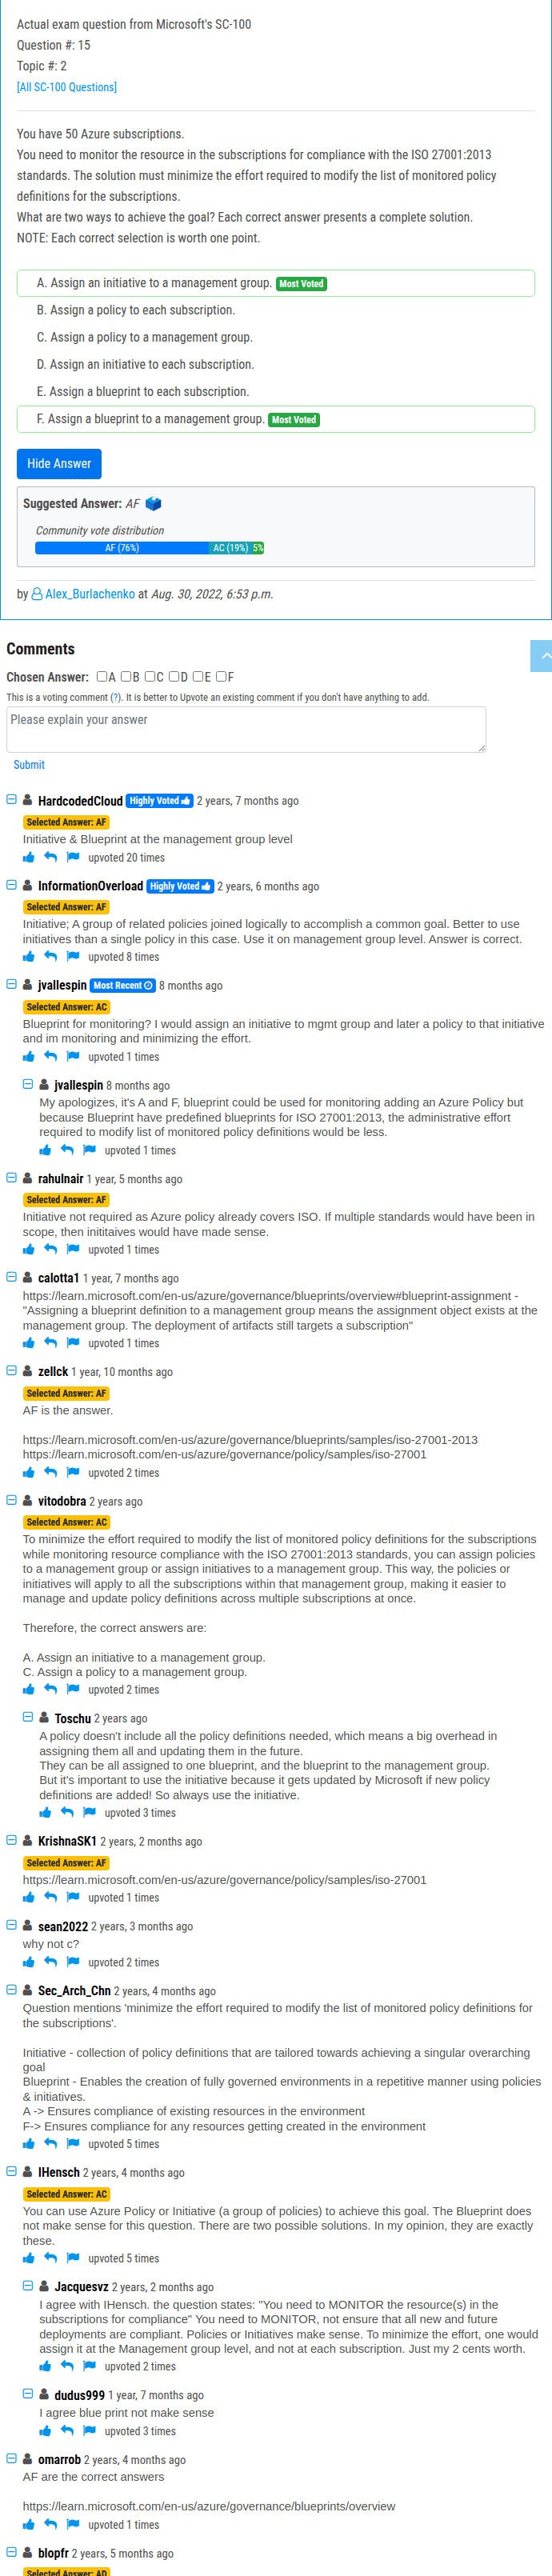 Actual exam question from Microsoft's SC-100
Question #: 15
Topic #: 2
[All SC-100 Questions]
You have 50 Azure subscriptions.
You need to monitor the resource in the subscriptions for compliance with the ISO 27001:2013
standards. The solution must minimize the effort required to modify the list of monitored policy
definitions for the subscriptions.
What are two ways to achieve the goal? Each correct answer presents a complete solution.
NOTE: Each correct selection is worth one point.
A. Assign an initiative to a management group. Most Voted
B. Assign a policy to each subscription.
C. Assign a policy to a management group.
D. Assign an initiative to each subscription.
E. Assign a blueprint to each subscription.
F. Assign a blueprint to a management group. Most Voted
Hide Answer
Suggested Answer: AF
Community vote distribution
AF (76%) AC (19%) 5%
by Alex_Burlachenko at Aug. 30, 2022, 6:53 p.m.
Comments
Chosen Answer: A B C D E F
This is a voting comment (?). It is better to Upvote an existing comment if you don't have anything to add.
Please explain your answer
Submit
HardcodedCloud Highly Voted 2 years, 7 months ago
Selected Answer: AF
Initiative & Blueprint at the management group level
upvoted 20 times
InformationOverload Highly Voted 2 years, 6 months ago
Selected Answer: AF
Initiative; A group of related policies joined logically to accomplish a common goal. Better to use
initiatives than a single policy in this case. Use it on management group level. Answer is correct.
upvoted 8 times
jvallespin Most Recent 8 months ago
Selected Answer: AC
Blueprint for monitoring? I would assign an initiative to mgmt group and later a policy to that initiative
and im monitoring and minimizing the effort.
upvoted 1 times
jvallespin 8 months ago
My apologizes, it's A and F, blueprint could be used for monitoring adding an Azure Policy but
because Blueprint have predefined blueprints for ISO 27001:2013, the administrative effort
required to modify list of monitored policy definitions would be less.
upvoted 1 times
rahulnair 1 year, 5 months ago
Selected Answer: AF
Initiative not required as Azure policy already covers ISO. If multiple standards would have been in
scope, then inititaives would have made sense.
upvoted 1 times
calotta1 1 year, 7 months ago
https://learn.microsoft.com/en-us/azure/governance/blueprints/overview#blueprint-assignment -
"Assigning a blueprint definition to a management group means the assignment object exists at the
management group. The deployment of artifacts still targets a subscription"
upvoted 1 times
zellck 1 year, 10 months ago
Selected Answer: AF
AF is the answer.
https://learn.microsoft.com/en-us/azure/governance/blueprints/samples/iso-27001-2013
https://learn.microsoft.com/en-us/azure/governance/policy/samples/iso-27001
upvoted 2 times
vitodobra 2 years ago
Selected Answer: AC
To minimize the effort required to modify the list of monitored policy definitions for the subscriptions
while monitoring resource compliance with the ISO 27001:2013 standards, you can assign policies
to a management group or assign initiatives to a management group. This way, the policies or
initiatives will apply to all the subscriptions within that management group, making it easier to
manage and update policy definitions across multiple subscriptions at once.
Therefore, the correct answers are:
A. Assign an initiative to a management group.
C. Assign a policy to a management group.
upvoted 2 times
Toschu 2 years ago
A policy doesn't include all the policy definitions needed, which means a big overhead in
assigning them all and updating them in the future.
They can be all assigned to one blueprint, and the blueprint to the management group.
But it's important to use the initiative because it gets updated by Microsoft if new policy
definitions are added! So always use the initiative.
upvoted 3 times
KrishnaSK1 2 years, 2 months ago
Selected Answer: AF
https://learn.microsoft.com/en-us/azure/governance/policy/samples/iso-27001
upvoted 1 times
sean2022 2 years, 3 months ago
why not c?
upvoted 2 times
Sec_Arch_Chn 2 years, 4 months ago
Question mentions 'minimize the effort required to modify the list of monitored policy definitions for
the subscriptions'.
Initiative - collection of policy definitions that are tailored towards achieving a singular overarching
goal
Blueprint - Enables the creation of fully governed environments in a repetitive manner using policies
& initiatives.
A -> Ensures compliance of existing resources in the environment
F-> Ensures compliance for any resources getting created in the environment
upvoted 5 times
IHensch 2 years, 4 months ago
Selected Answer: AC
You can use Azure Policy or Initiative (a group of policies) to achieve this goal. The Blueprint does
not make sense for this question. There are two possible solutions. In my opinion, they are exactly
these.
upvoted 5 times
Jacquesvz 2 years, 2 months ago
I agree with IHensch. the question states: "You need to MONITOR the resource(s) in the
subscriptions for compliance" You need to MONITOR, not ensure that all new and future
deployments are compliant. Policies or Initiatives make sense. To minimize the effort, one would
assign it at the Management group level, and not at each subscription. Just my 2 cents worth.
upvoted 2 times
dudus999 1 year, 7 months ago
I agree blue print not make sense
upvoted 3 times
omarrob 2 years, 4 months ago
AF are the correct answers
https://learn.microsoft.com/en-us/azure/governance/blueprints/overview
upvoted 1 times
blopfr 2 years, 5 months ago
Selected Answer: AD